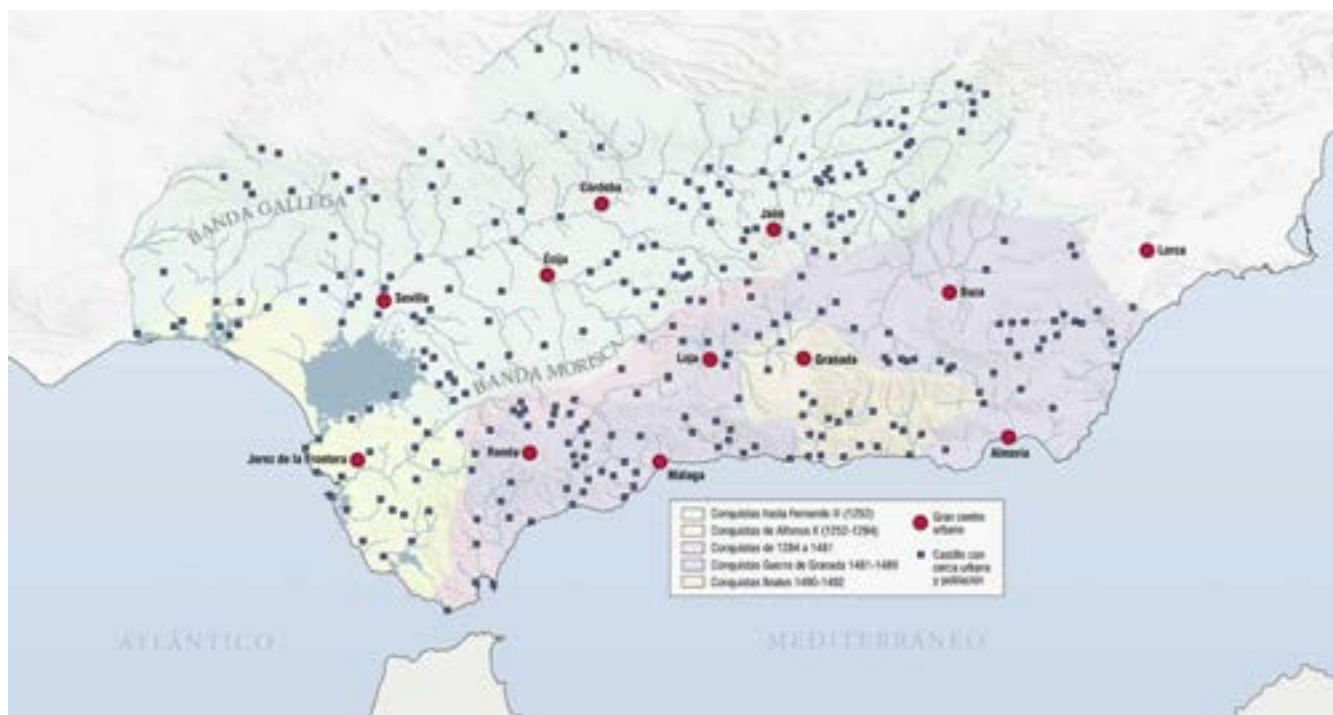 BANDA GALLEGA
Córdoba
Jaén
Lorca
Écija
Baza
Sevilla
BANDA MORISCA
Loja
Granada
Jerez de la Frontera
Ronda
Málaga
Almería
Conquistas hasta Fernando III (1252)
Conquistas de Alfonso X (1252-1284)
Conquistas de 1284 a 1481
Conquistas Guerra de Granada 1481-1489
Conquistas finales 1490-1492
Gran centro
urbano
Castillo con
cerca urbana
y población
ATLÁNTICO
MEDITERRÁNEO